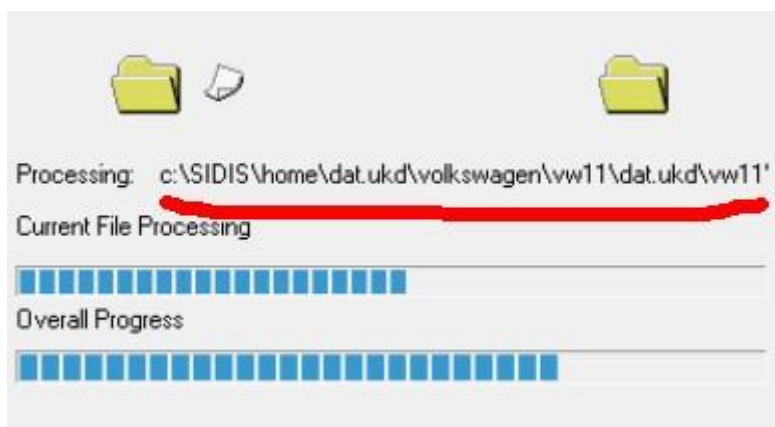 Processing: c:\SIDIS\home\dat.ukd\volkswagen\vw11\dat.ukd\vw11'
Current File Processing
Overall Progress